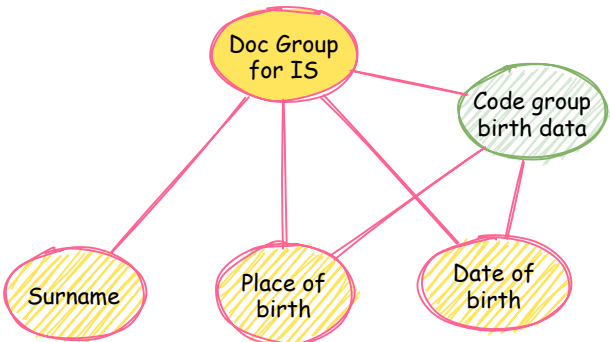 Doc Group
for IS
Code group
birth data
Surname
Place of
birth
Date of
birth